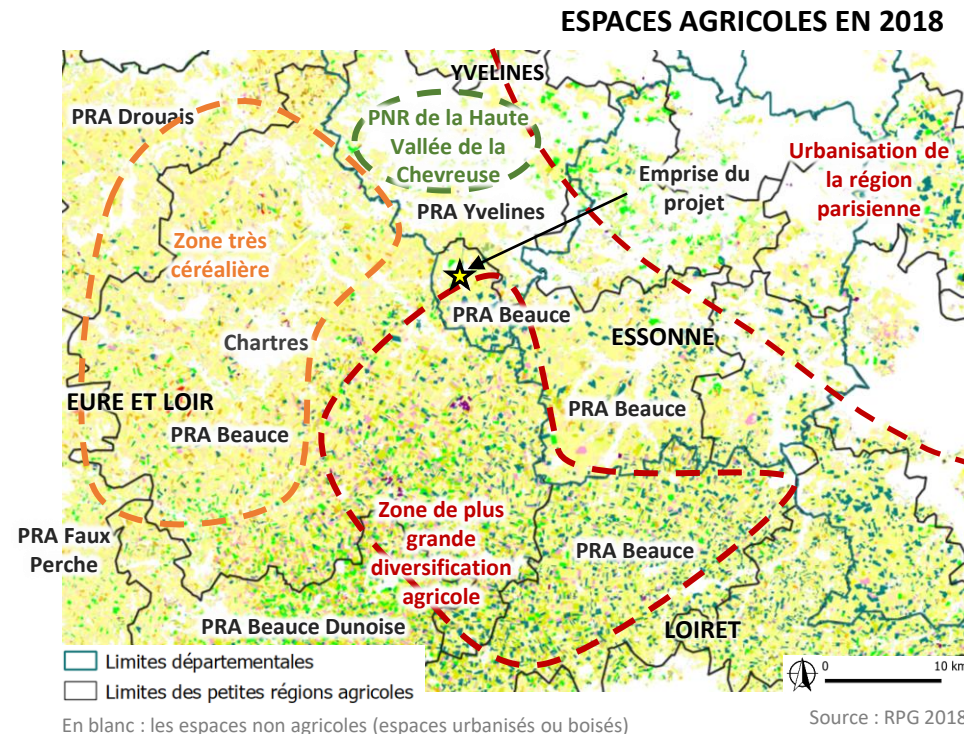 ESPACES AGRICOLES EN 2018
YVELINES
PRA Drouais
PNR de la Haute
Vallée de la
Chevreuse
Urbanisation de
la région
parisienne
Emprise du
projet
PRA Yvelines
Zone très
céréalière
PRA Beauce
Chartres
ESSONNE
EURE ET LOIR
PRA Beauce
PRA Beauce
Zone de plus
grande
diversification
agricole
PRA Faux
Perche
PRA Beauce
PRA Beauce Dunoise
LOIRET
Limites départementales
Limites des petites régions agricoles
0 10 km
En blanc : les espaces non agricoles (espaces urbanisés ou boisés)
Source : RPG 2018